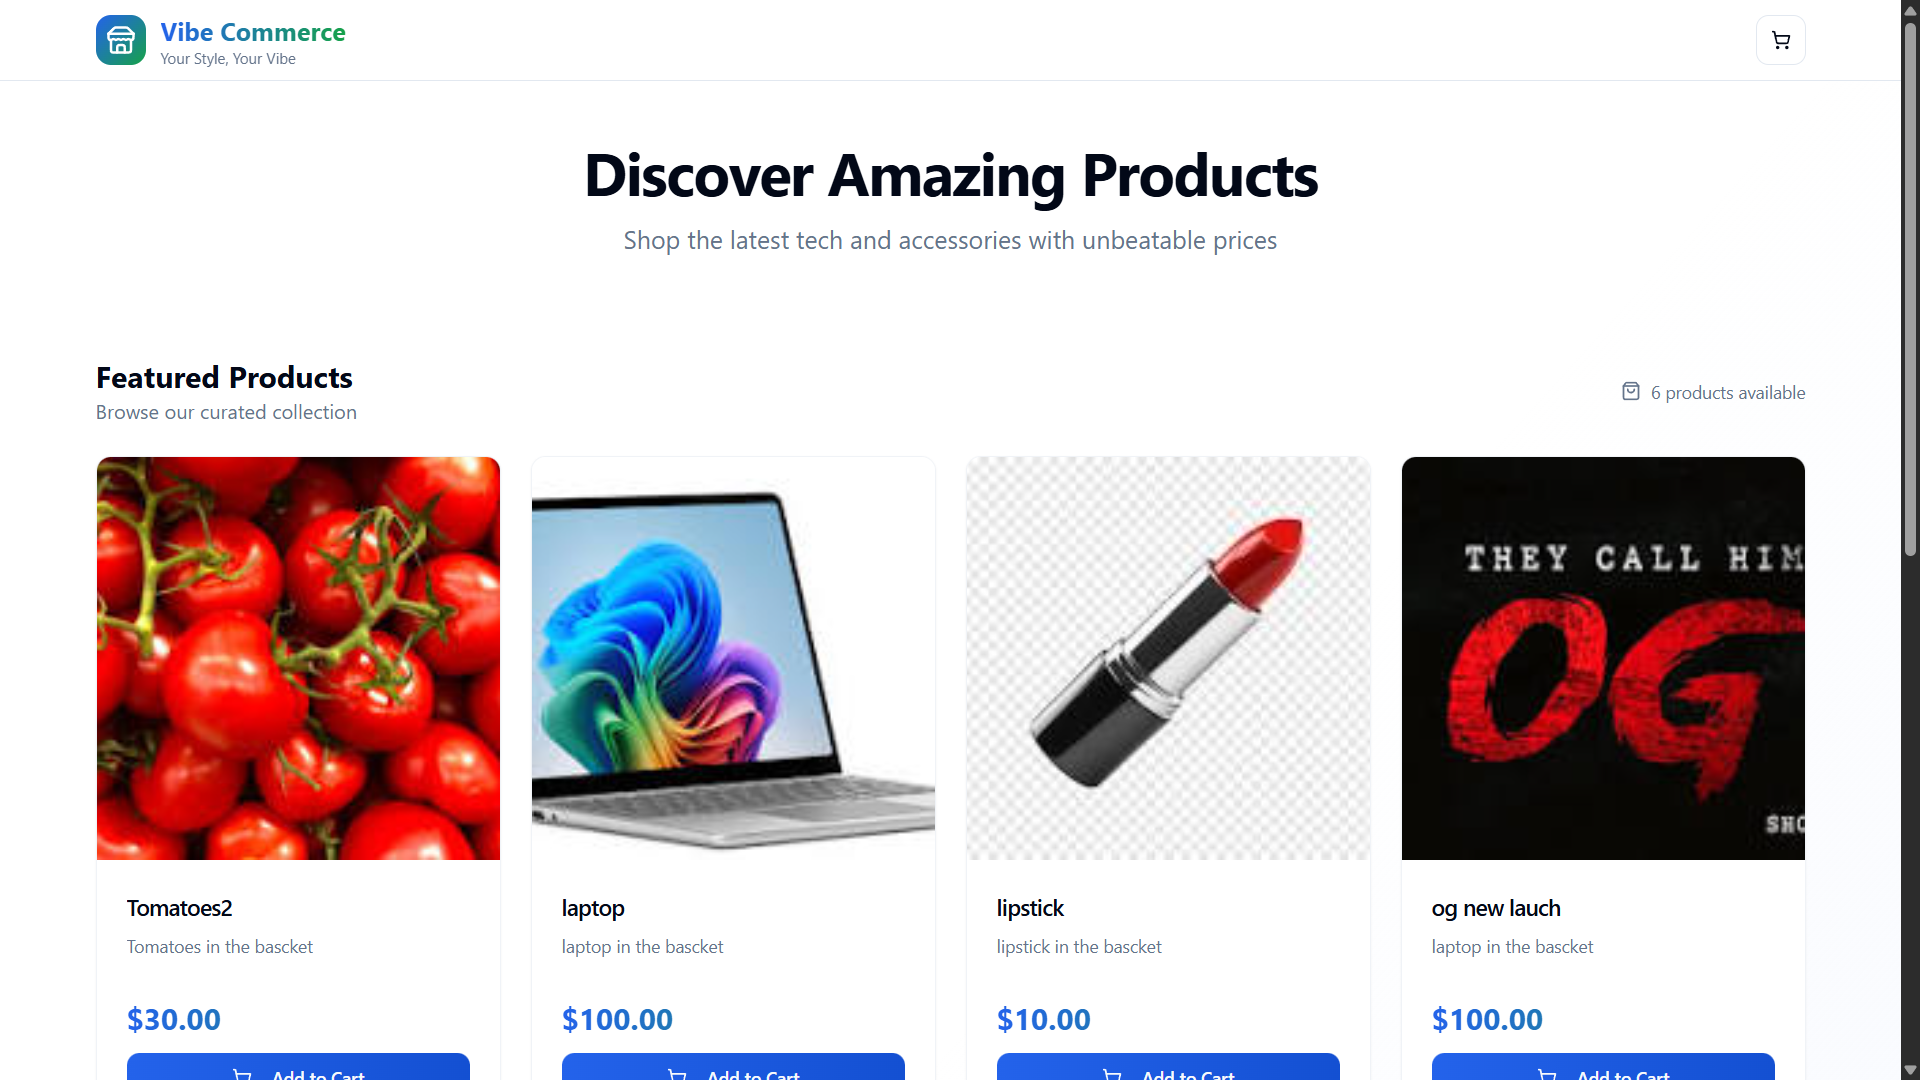 Vibe Commerce
Your Style, Your Vibe
Discover Amazing Products
Shop the latest tech and accessories with unbeatable prices
Featured Products
Browse our curated collection
6 products available
THEY CALL HIM
OG
SHO
Tomatoes2
Tomatoes in the bascket
$30.00
Add to Cart
laptop
laptop in the bascket
$100.00
Add to Cart
lipstick
lipstick in the bascket
$10.00
Add to Cart
og new lauch
laptop in the bascket
$100.00
Add to Cart